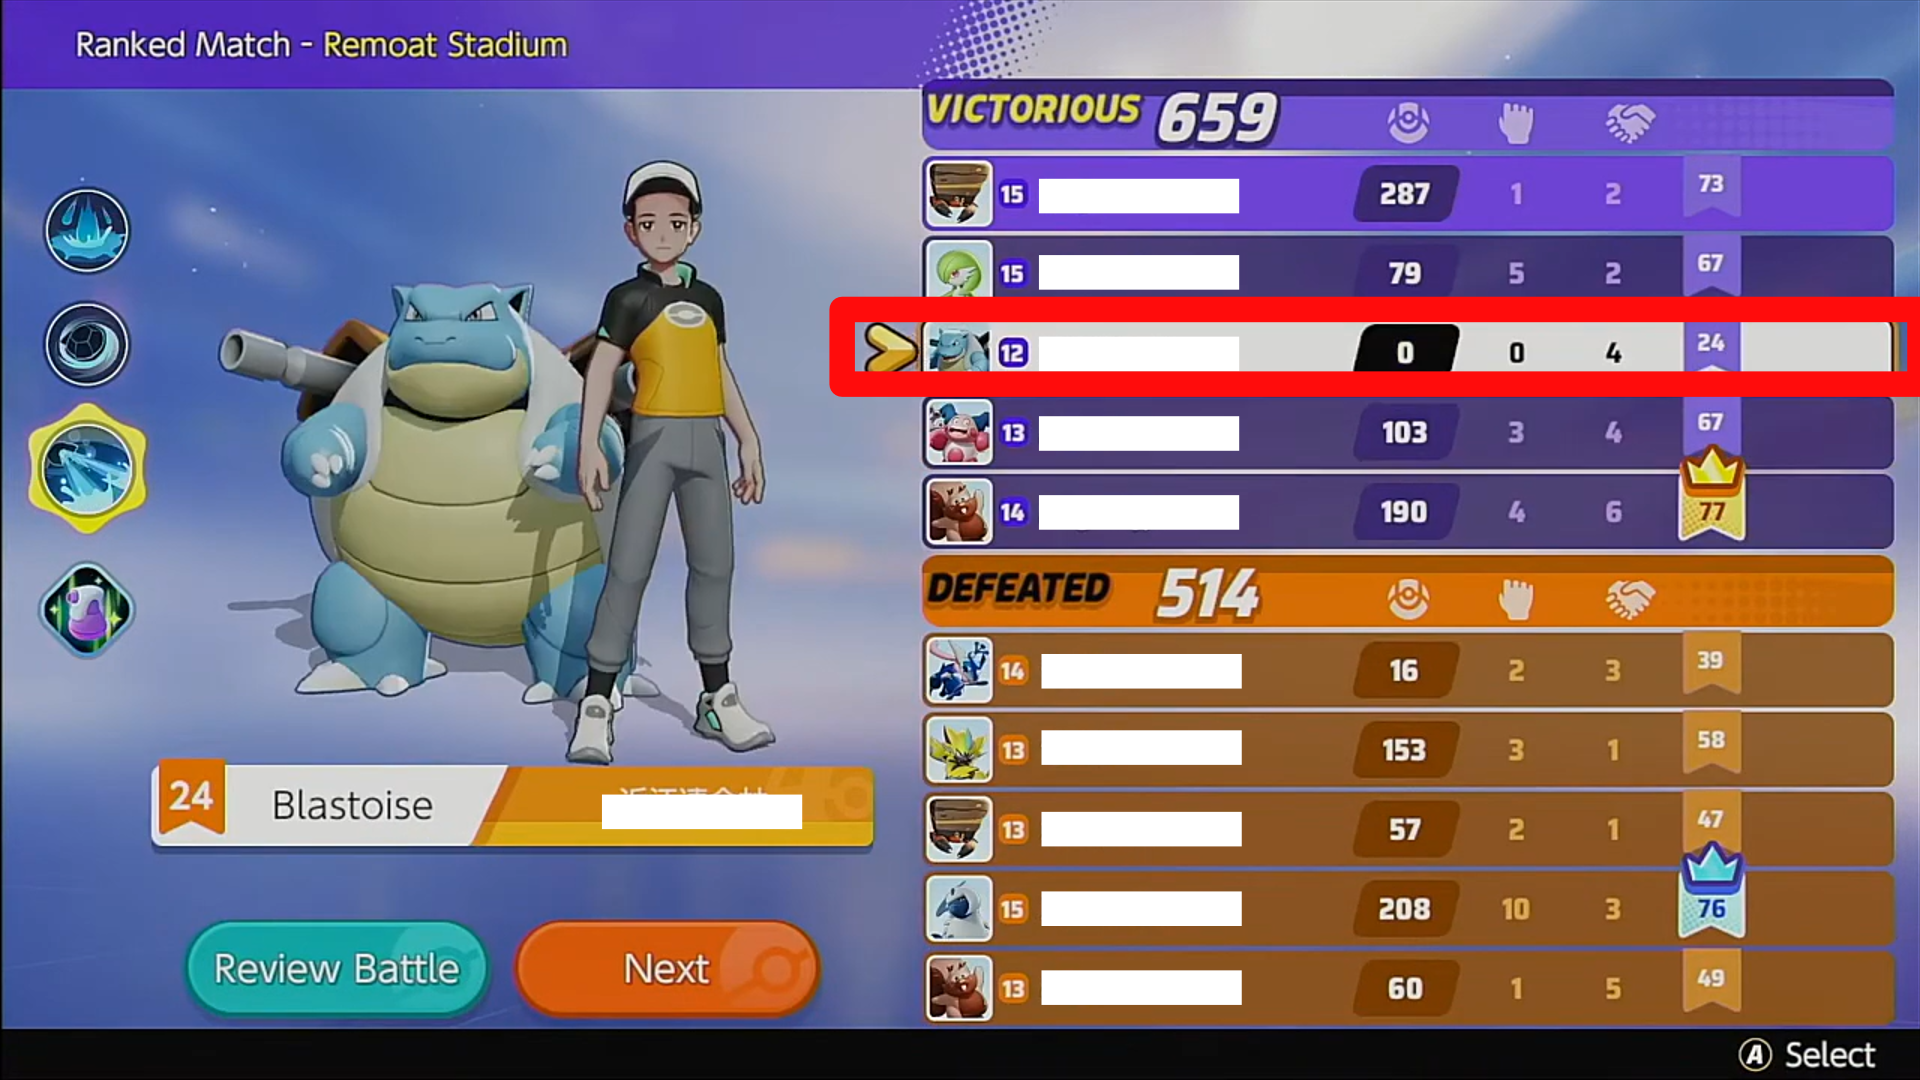 Ranked Match - Remoat Stadium
VICTORIOUS 659
15 287 1 2 73
15 79 5 2 67
12 0 0 4 24
13 103 3 4 67
14 190 4 6 77
DEFEATED 514
14 16 2 3 39
13 153 3 1 58
13 57 2 1 47
15 208 10 3 76
13 60 1 5 49
24 Blastoise
Review Battle Next
A Select